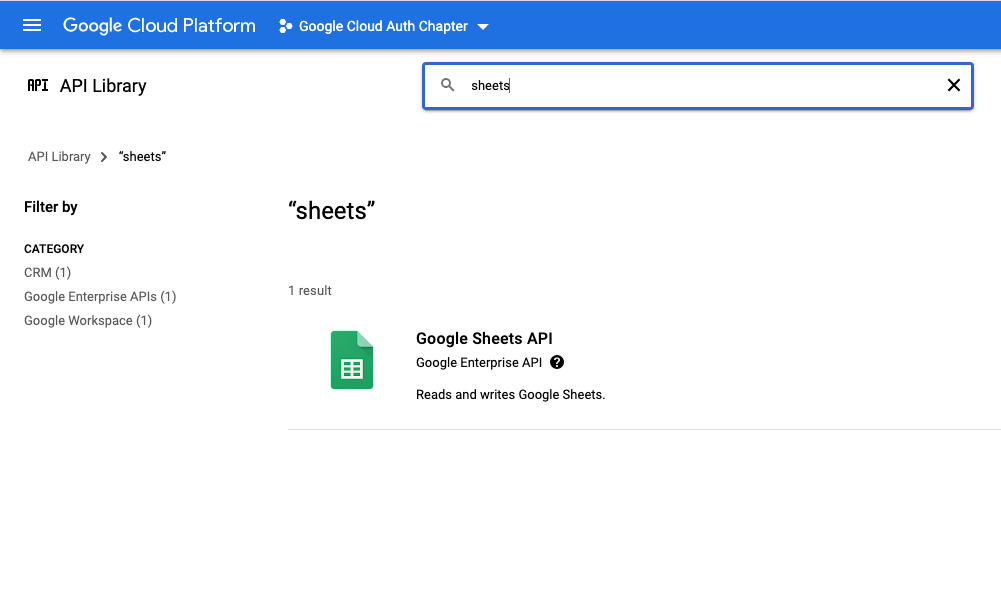 Google Cloud Platform Google Cloud Auth Chapter
API API Library
sheets
API Library > “sheets”
Filter by
CATEGORY
CRM (1)
Google Enterprise APIs (1)
Google Workspace (1)
“sheets”
1 result
Google Sheets API
Google Enterprise API ?
Reads and writes Google Sheets.